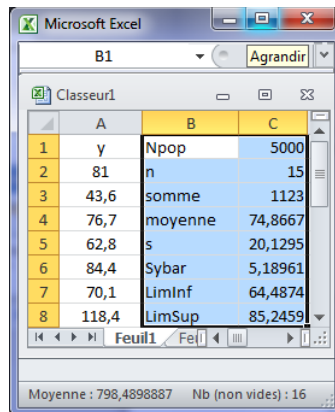 Microsoft Excel
B1 Agrandir
Classeur1
A B C
1 y Npop 5000
2 81 n 15
3 43,6 somme 1123
4 76,7 moyenne 74,8667
5 62,8 s 20,1295
6 84,4 Sybar 5,18961
7 70,1 LimInf 64,4874
8 118,4 LimSup 85,2459
Feuil1
Moyenne : 798,4898887 Nb (non vides) : 16